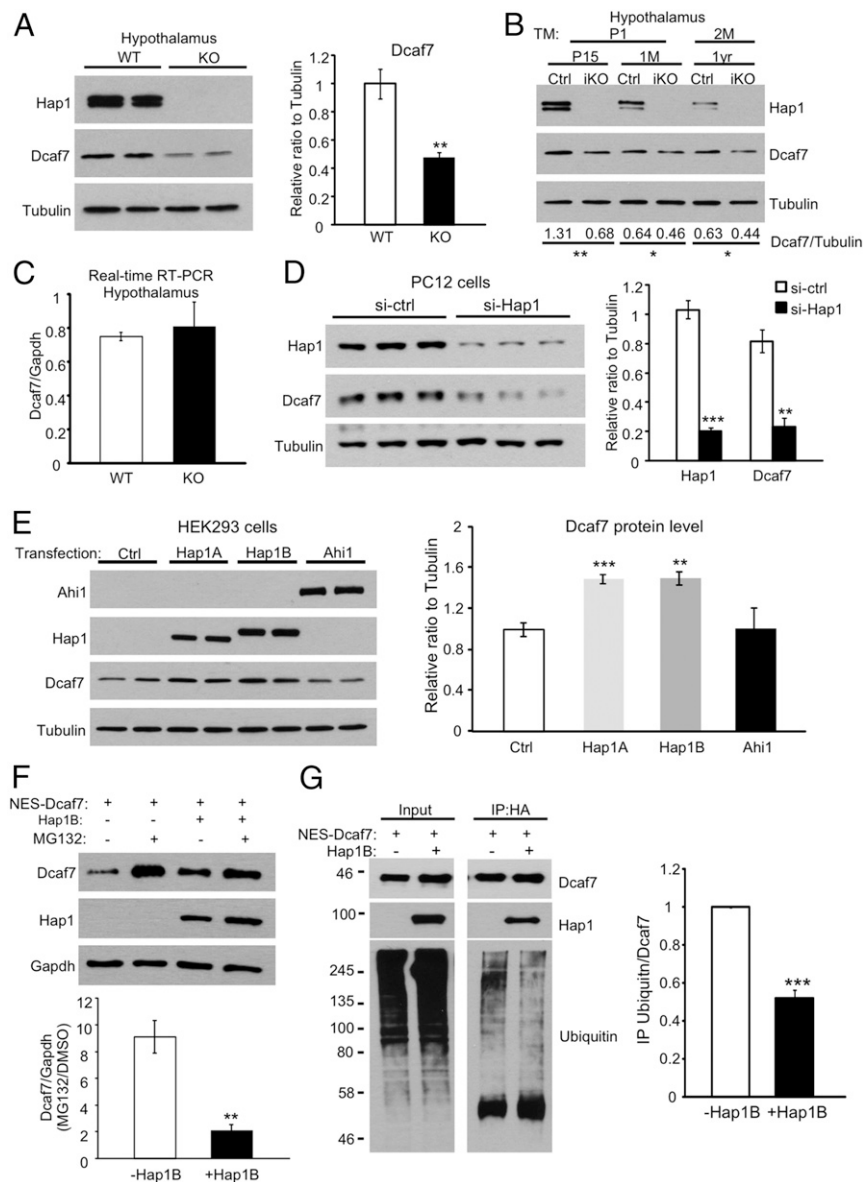 A
Hypothalamus
WT KO
Hap1
Dcaf7
Tubulin
Dcaf7
Relative ratio to Tubulin
1.2
1
0.8
0.6
0.4
0.2
0
**
WT KO
B
Hypothalamus
TM: P1 2M
P15 1M 1yr
Ctrl iKO Ctrl iKO Ctrl iKO
Hap1
Dcaf7
Tubulin
1.31 0.68 0.64 0.46 0.63 0.44 Dcaf7/Tubulin
** * *
C
Real-time RT-PCR
Hypothalamus
Dcaf7/Gapdh
1
0.8
0.6
0.4
0.2
0
WT KO
D
PC12 cells
si-ctrl si-Hap1
Hap1
Dcaf7
Tubulin
si-ctrl
si-Hap1
Relative ratio to Tubulin
1.2
1
0.8
0.6
0.4
0.2
0
*** **
Hap1 Dcaf7
E
HEK293 cells
Transfection: Ctrl Hap1A Hap1B Ahi1
Ahi1
Hap1
Dcaf7
Tubulin
Dcaf7 protein level
Relative ratio to Tubulin
2
1.6
1.2
0.8
0.4
0
*** **
Ctrl Hap1A Hap1B Ahi1
F
NES-Dcaf7: + + + +
Hap1B: - - + +
MG132: - + - +
Dcaf7
Hap1
Gapdh
Dcaf7/Gapdh
(MG132/DMSO)
12
10
8
6
4
2
0
**
-Hap1B +Hap1B
G
Input IP:HA
NES-Dcaf7: + + + +
Hap1B: - + - +
46 Dcaf7
100 Hap1
245
135
100
80
58
46
Ubiquitin
IP Ubiquitn/Dcaf7
1.2
1
0.8
0.6
0.4
0.2
0
***
-Hap1B +Hap1B